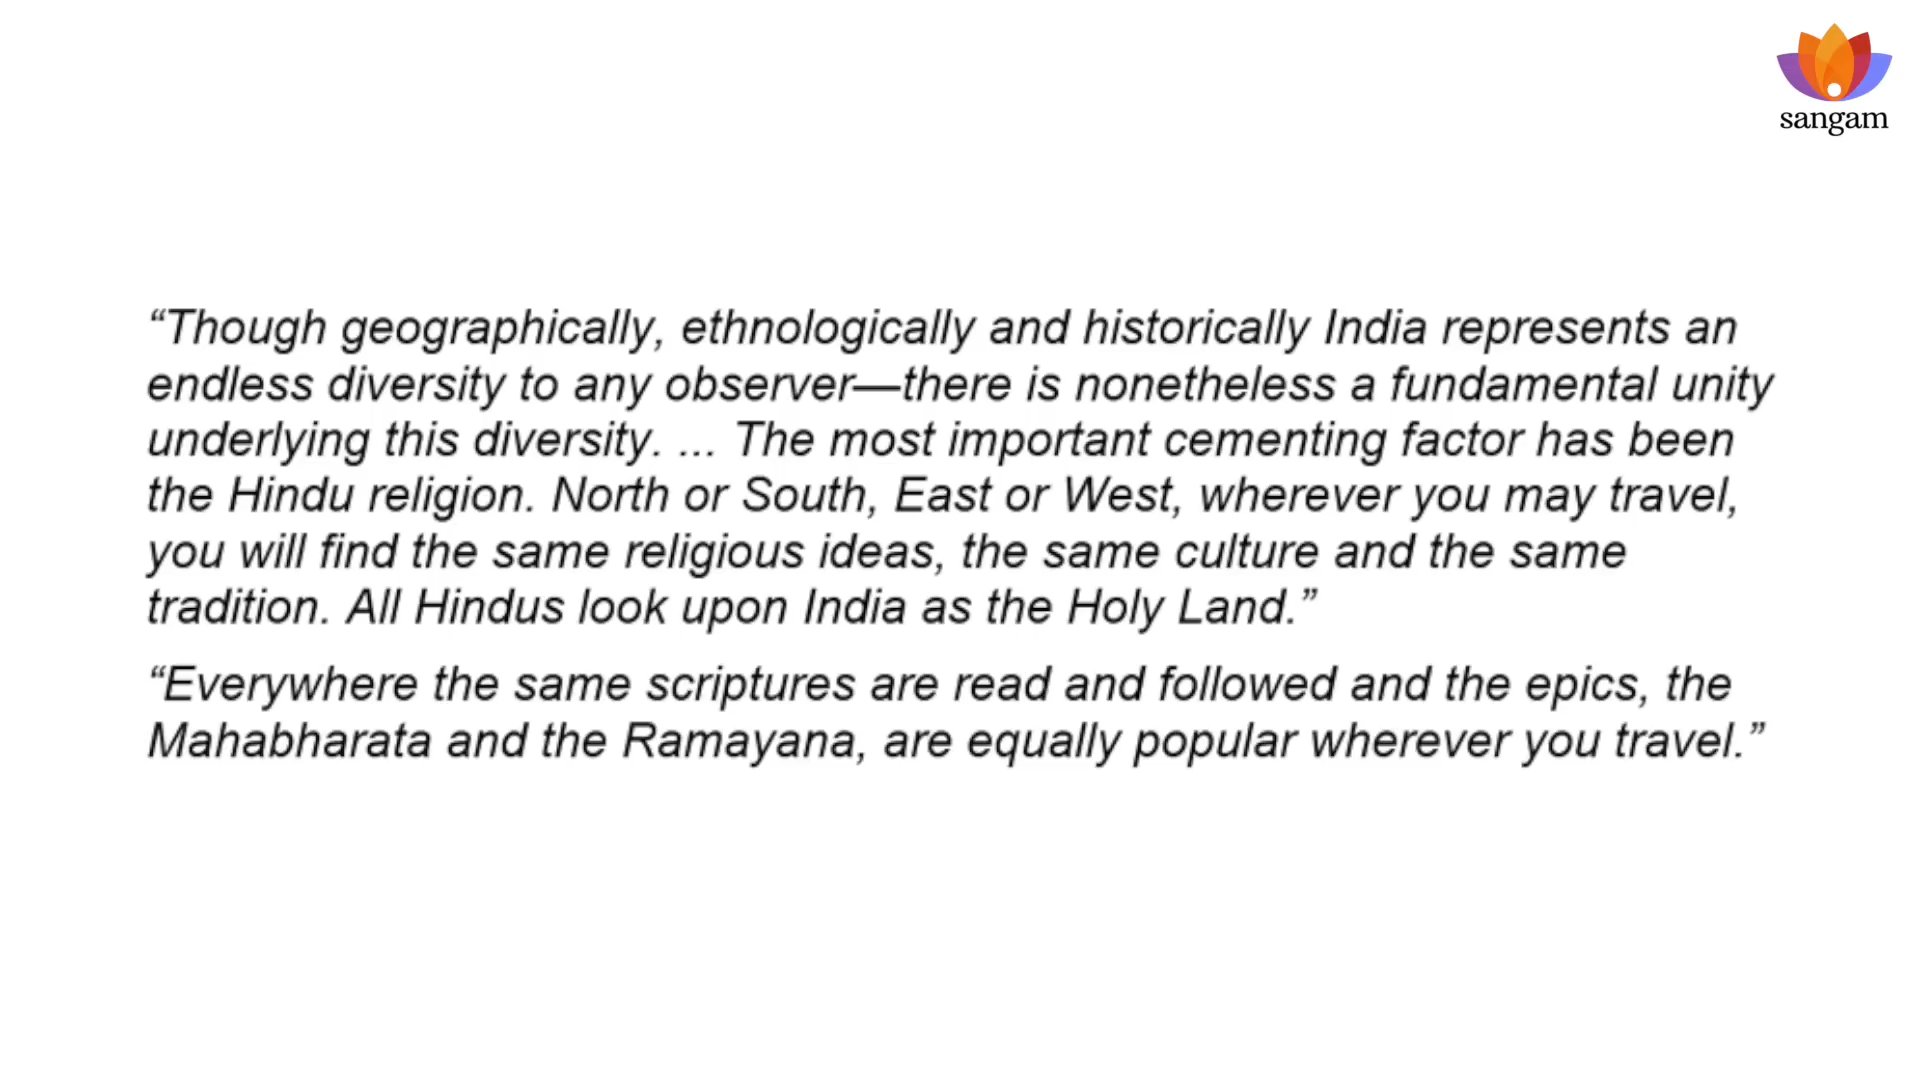 sangam
“Though geographically, ethnologically and historically India represents an
endless diversity to any observer—there is nonetheless a fundamental unity
underlying this diversity. ... The most important cementing factor has been
the Hindu religion. North or South, East or West, wherever you may travel,
you will find the same religious ideas, the same culture and the same
tradition. All Hindus look upon India as the Holy Land.”
“Everywhere the same scriptures are read and followed and the epics, the
Mahabharata and the Ramayana, are equally popular wherever you travel.”